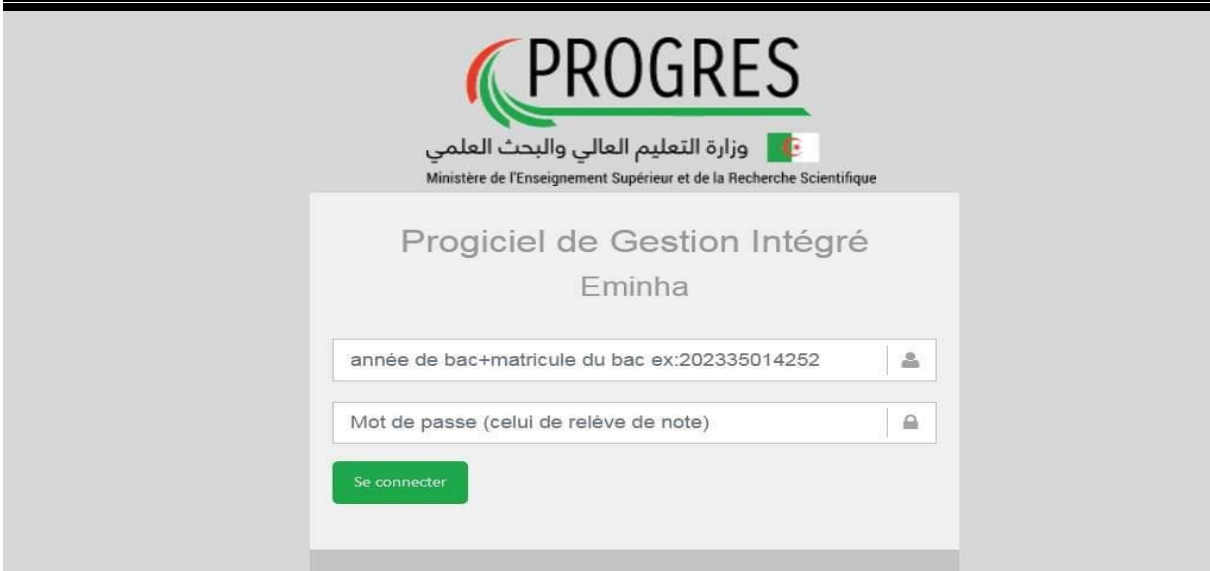 PROGRES
وزارة التعليم العالي والبحث العلمي
Ministère de l'Enseignement Supérieur et de la Recherche Scientifique
Progiciel de Gestion Intégré
Eminha
année de bac+matricule du bac ex:202335014252
Mot de passe (celui de relève de note)
Se connecter